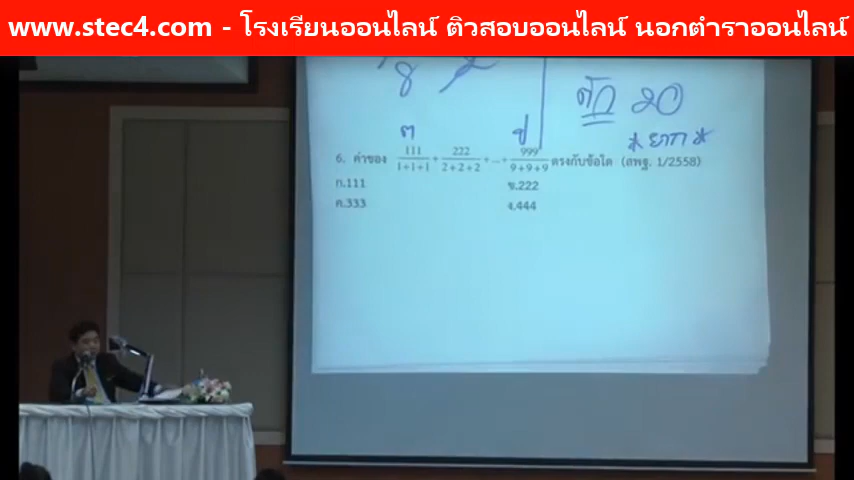 www.stec4.com - โรงเรียนออนไลน์ ติวสอบออนไลน์ นอกตำราออนไลน์
8
ตัว 20
ต ป *ยาก*
6. ค่าของ 111/1+1+1 + 222/2+2+2 + ... + 999/9+9+9 ตรงกับข้อใด (สพฐ. 1/2558)
ก.111 ข.222
ค.333 ง.444